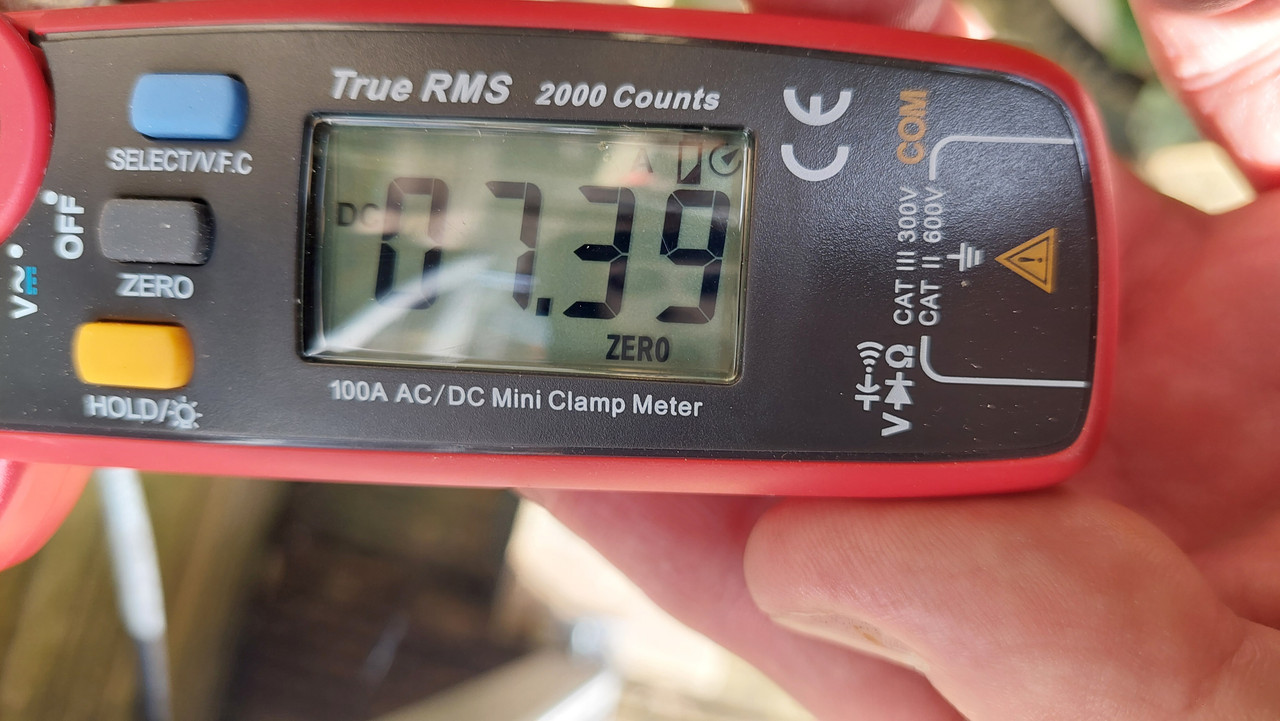 True RMS 2000 Counts
SELECT/V.F.C
OFF
ZERO
V
HOLD/
A
DC 07.39
ZERO
100A AC/DC Mini Clamp Meter
CE
COM
CAT III 300V
CAT II 600V
V Ω